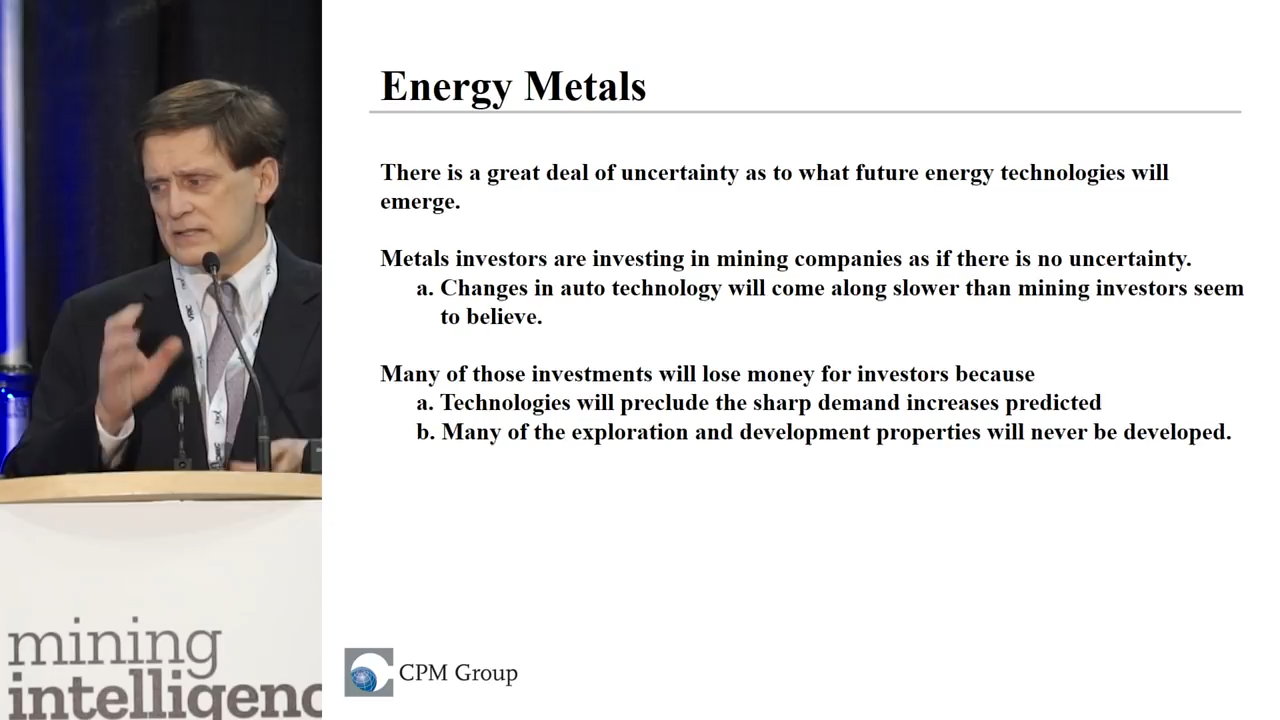 Energy Metals
There is a great deal of uncertainty as to what future energy technologies will
emerge.
Metals investors are investing in mining companies as if there is no uncertainty.
a. Changes in auto technology will come along slower than mining investors seem
to believe.
Many of those investments will lose money for investors because
a. Technologies will preclude the sharp demand increases predicted
b. Many of the exploration and development properties will never be developed.
CPM Group
mining
intelligenc